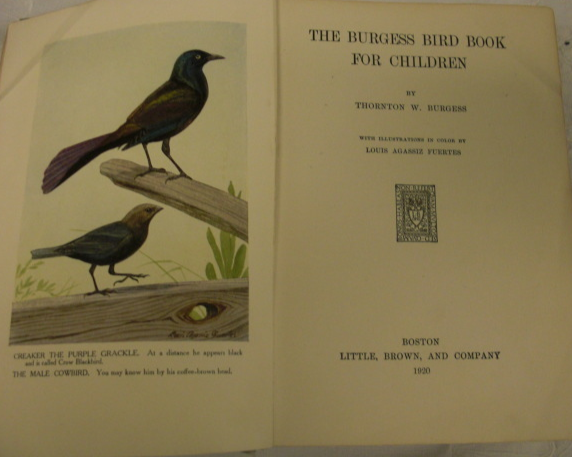 CREAKER THE PURPLE GRACKLE. At a distance he appears black
and is called Crow Blackbird.
THE MALE COWBIRD. You may know him by his coffee-brown head.
THE BURGESS BIRD BOOK
FOR CHILDREN
BY
THORNTON W. BURGESS
WITH ILLUSTRATIONS IN COLOR BY
LOUIS AGASSIZ FUERTES
BOSTON
LITTLE, BROWN, AND COMPANY
1920